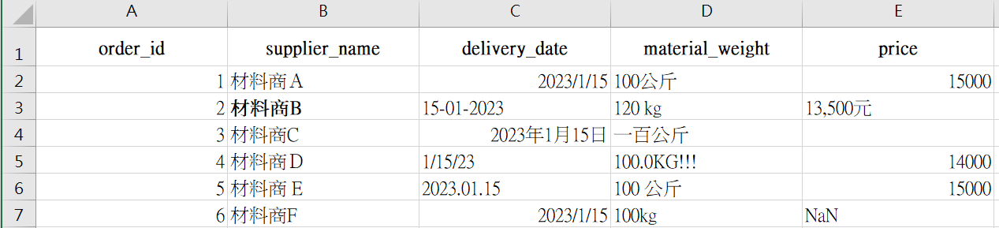 A B C D E
1 order_id supplier_name delivery_date material_weight price
2 1 材料商Ａ 2023/1/15 100公斤 15000
3 2 材料商B 15-01-2023 120 kg 13,500元
4 3 材料商C 2023年1月15日 一百公斤
5 4 材料商Ｄ 1/15/23 100.0KG!!! 14000
6 5 材料商 E 2023.01.15 100 公斤 15000
7 6 材料商F 2023/1/15 100kg NaN